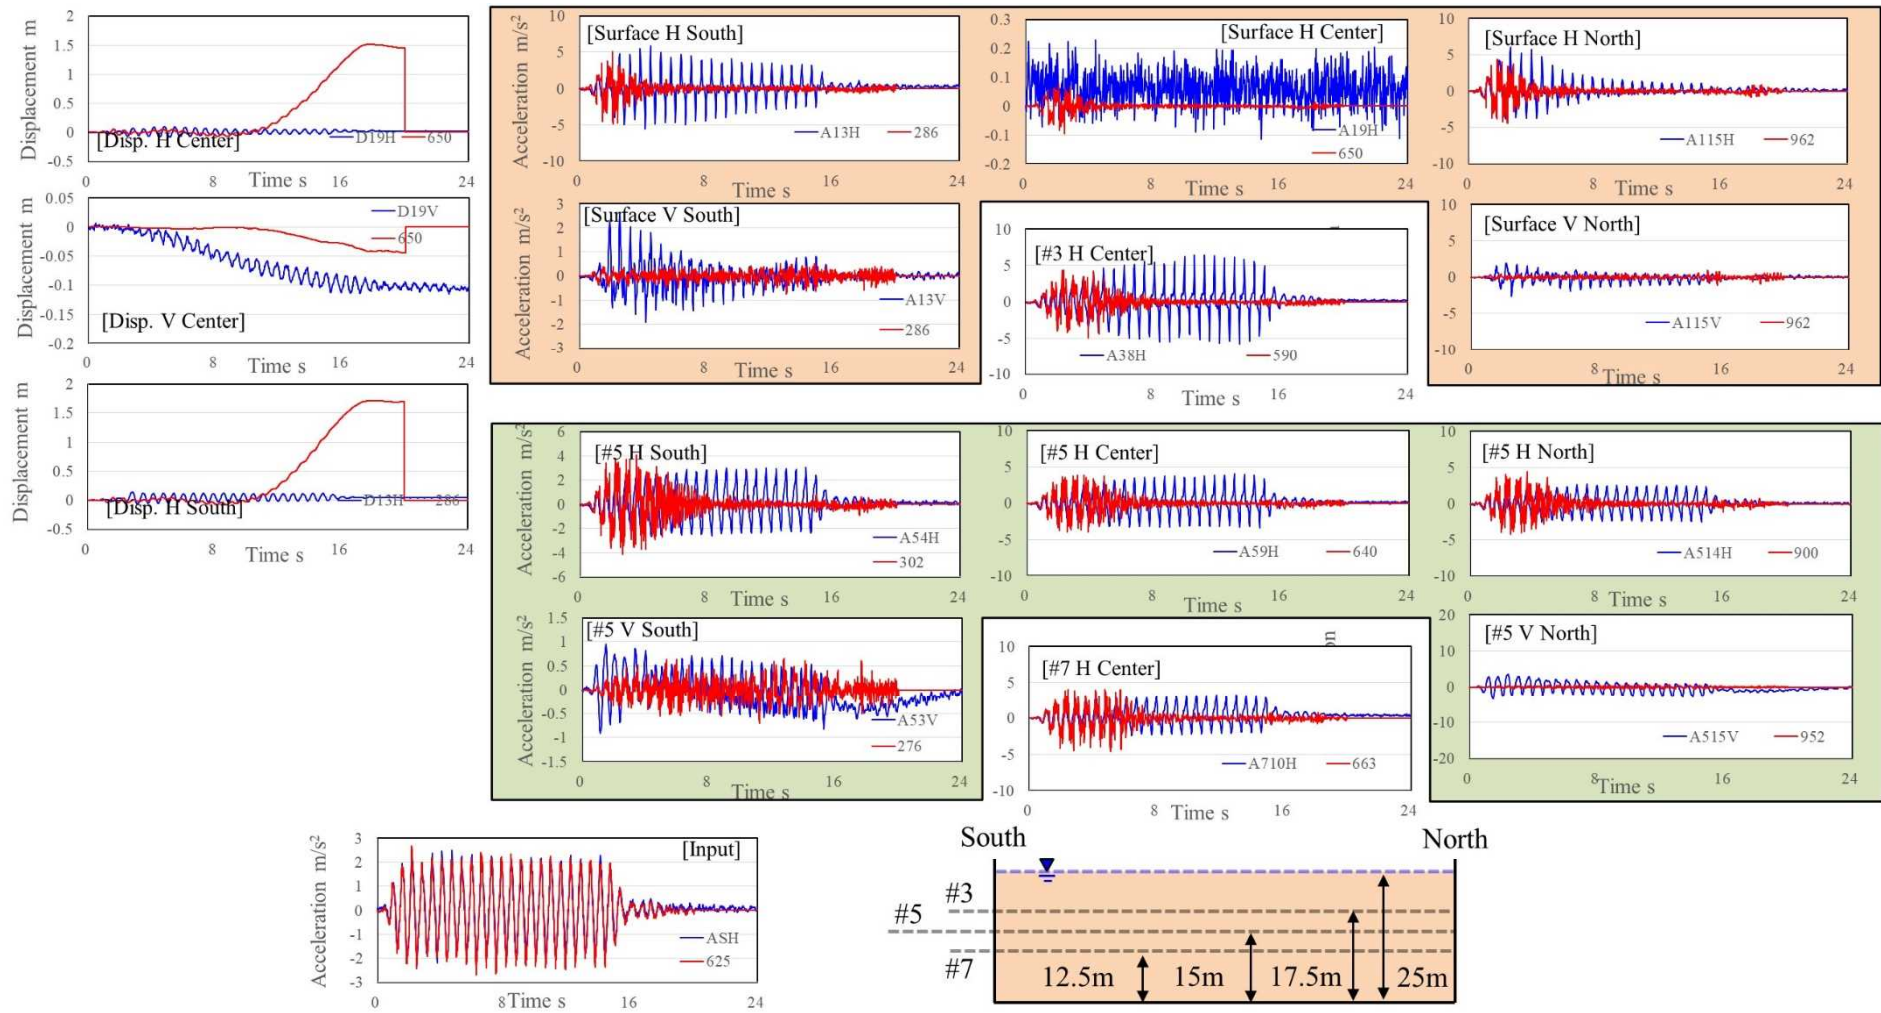 Displacement m
2
1.5
1
0.5
0
-0.5
[Disp. H Center]
D19H
650
0
8
16
24
Time s
Acceleration m/s²
10
5
0
-5
-10
[Surface H South]
A13H
286
0
8
16
24
Time s
0.3
0.2
0.1
0
-0.1
-0.2
[Surface H Center]
A19H
650
0
8
16
24
Time s
10
5
0
-5
-10
[Surface H North]
A115H
962
0
8
16
24
Time s
Displacement m
0.05
0
-0.05
-0.1
-0.15
-0.2
D19V
650
[Disp. V Center]
0
8
16
24
Time s
Acceleration m/s²
3
2
1
0
-1
-2
-3
[Surface V South]
A13V
286
0
8
16
24
Time s
10
5
0
-5
-10
[#3 H Center]
A38H
590
0
8
16
24
Time s
10
5
0
-5
-10
[Surface V North]
A115V
962
0
8
16
24
Time s
Displacement m
2
1.5
1
0.5
0
-0.5
[Disp. H South]
D13H
286
0
8
16
24
Time s
Acceleration m/s²
6
4
2
0
-2
-4
-6
[#5 H South]
A54H
302
0
8
16
24
Time s
10
5
0
-5
-10
[#5 H Center]
A59H
640
0
8
16
24
Time s
10
5
0
-5
-10
[#5 H North]
A514H
900
0
8
16
24
Time s
Acceleration m/s²
1.5
1
0.5
0
-0.5
-1
-1.5
[#5 V South]
A53V
276
0
8
16
24
Time s
on
10
5
0
-5
-10
[#7 H Center]
A710H
663
0
8
16
24
Time s
20
10
0
-10
-20
[#5 V North]
A515V
952
0
8
16
24
Time s
Acceleration m/s²
3
2
1
0
-1
-2
-3
[Input]
ASH
625
0
8
16
24
Time s
South
North
#3
#5
#7
12.5m
15m
17.5m
25m